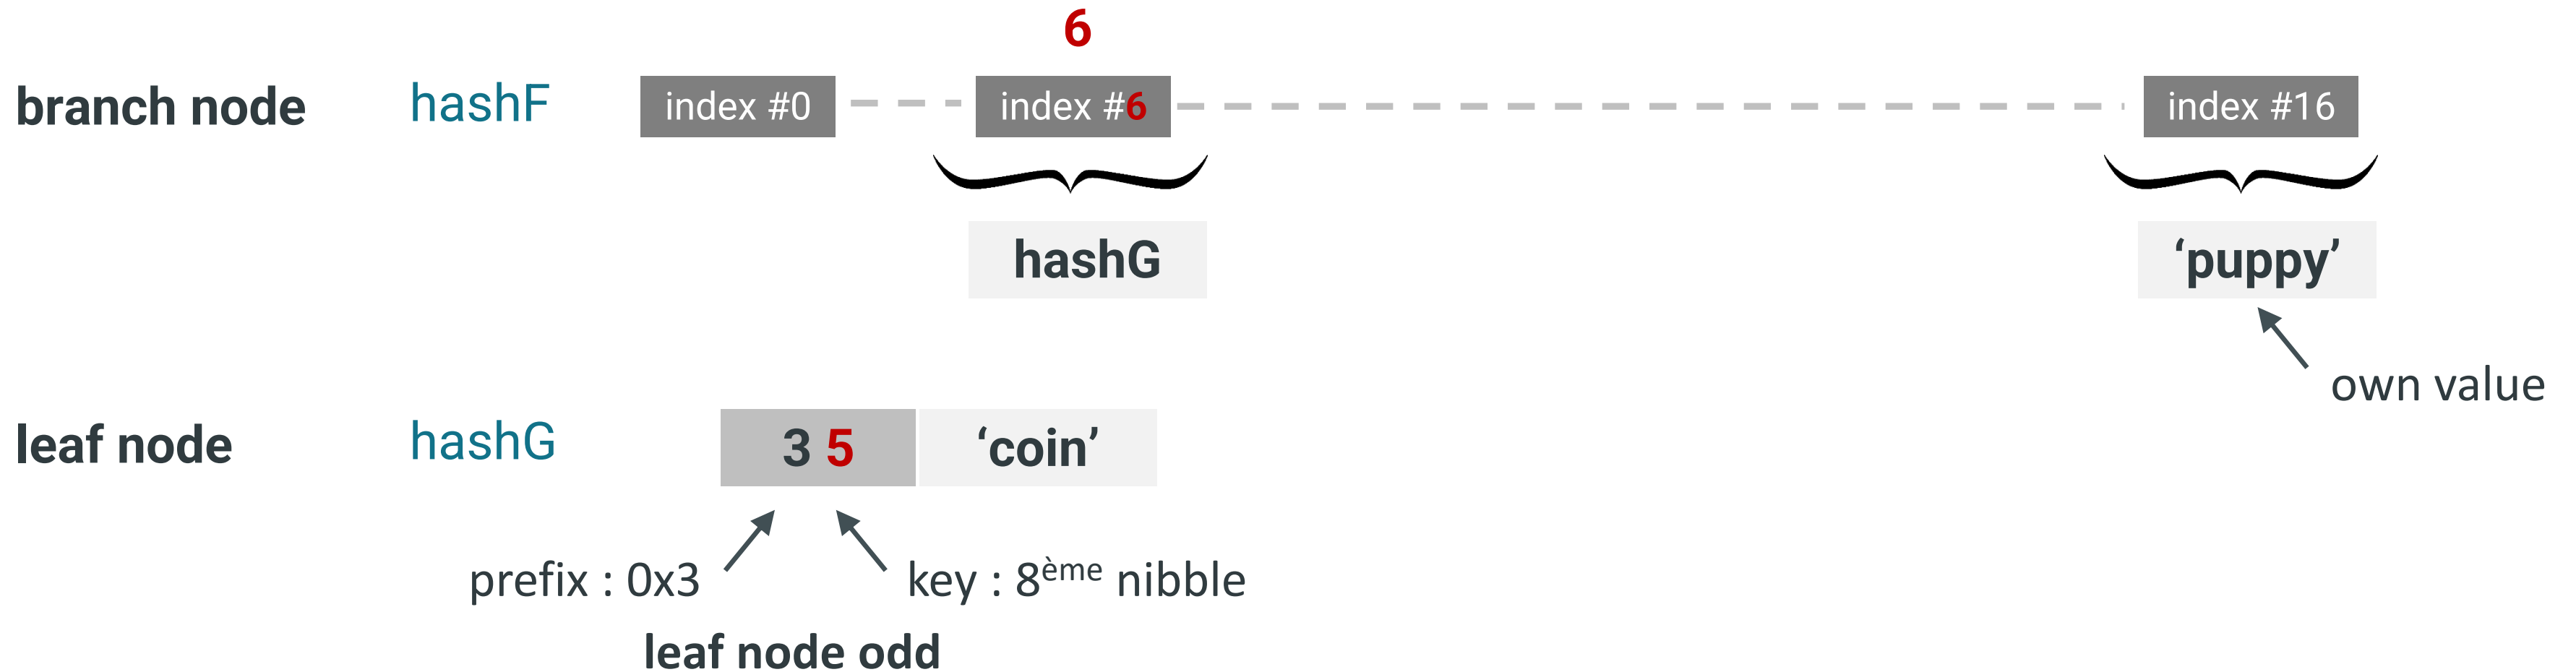 6
branch node hashF index #0 index #6 index #16
hashG ‘puppy’
own value
leaf node hashG 3 5 ‘coin’
prefix : 0x3 key : 8ème nibble
leaf node odd